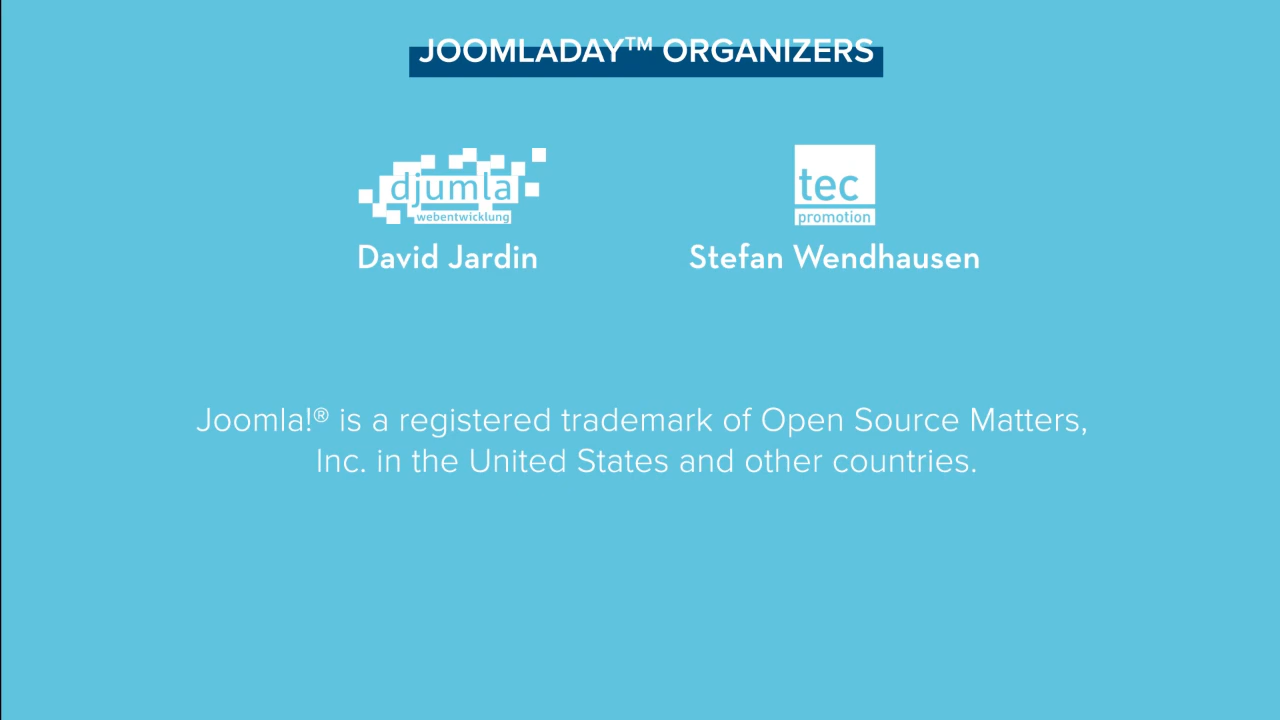 JOOMLADAY™ ORGANIZERS
djumla
webentwicklung
David Jardin
tec
promotion
Stefan Wendhausen
Joomla!® is a registered trademark of Open Source Matters,
Inc. in the United States and other countries.